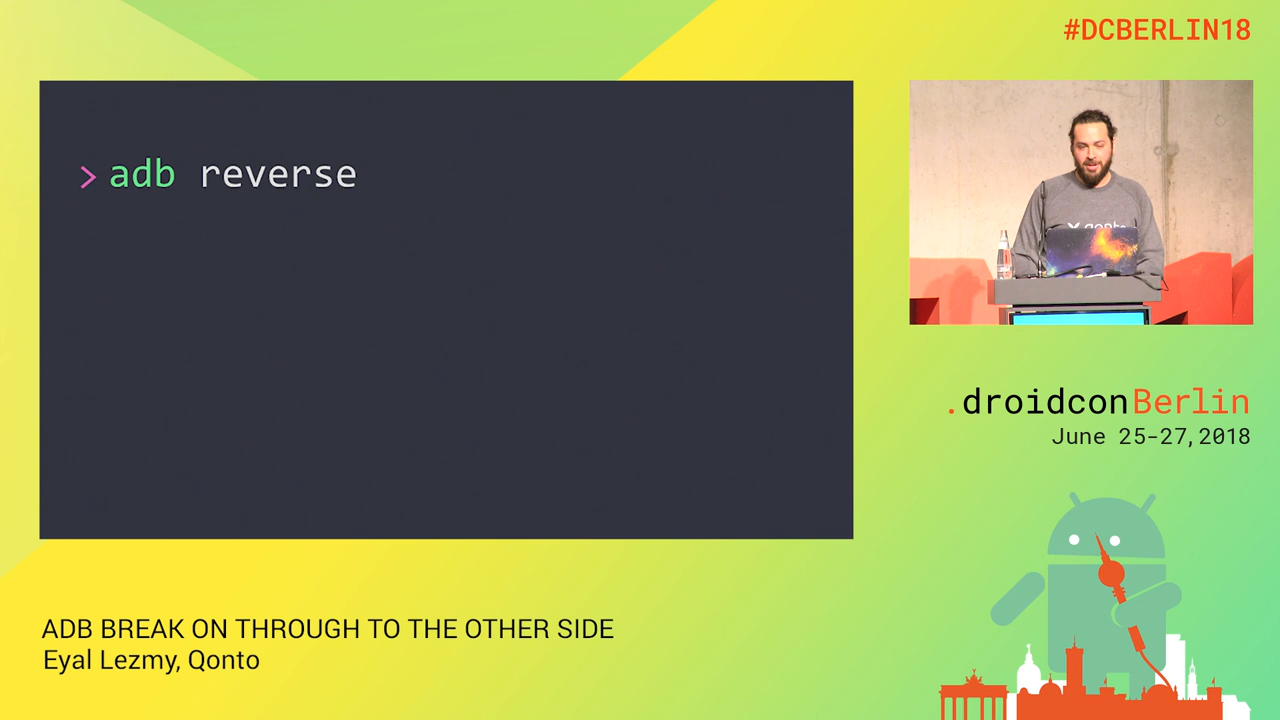 #DCBERLIN18
> adb reverse
.droidconBerlin
June 25-27, 2018
ADB BREAK ON THROUGH TO THE OTHER SIDE
Eyal Lezmy, Qonto